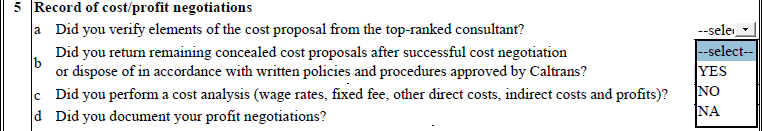 5 Record of cost/profit negotiations
a Did you verify elements of the cost proposal from the top-ranked consultant? --selec
b Did you return remaining concealed cost proposals after successful cost negotiation --select--
or dispose of in accordance with written policies and procedures approved by Caltrans? YES
c Did you perform a cost analysis (wage rates, fixed fee, other direct costs, indirect costs and profits)? NO
d Did you document your profit negotiations? NA